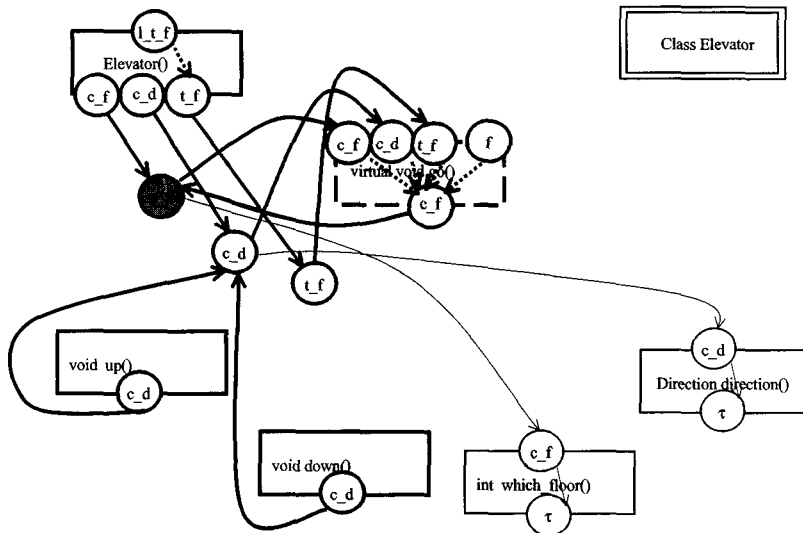 l_t_f
Class Elevator
Elevator()
c_f c_d t_f
c_f c_d t_f f
virtual void go()
c_f
c_d
t_f
void up()
c_d
c_d
Direction direction()
τ
void down()
c_d
c_f
int which_floor()
τ